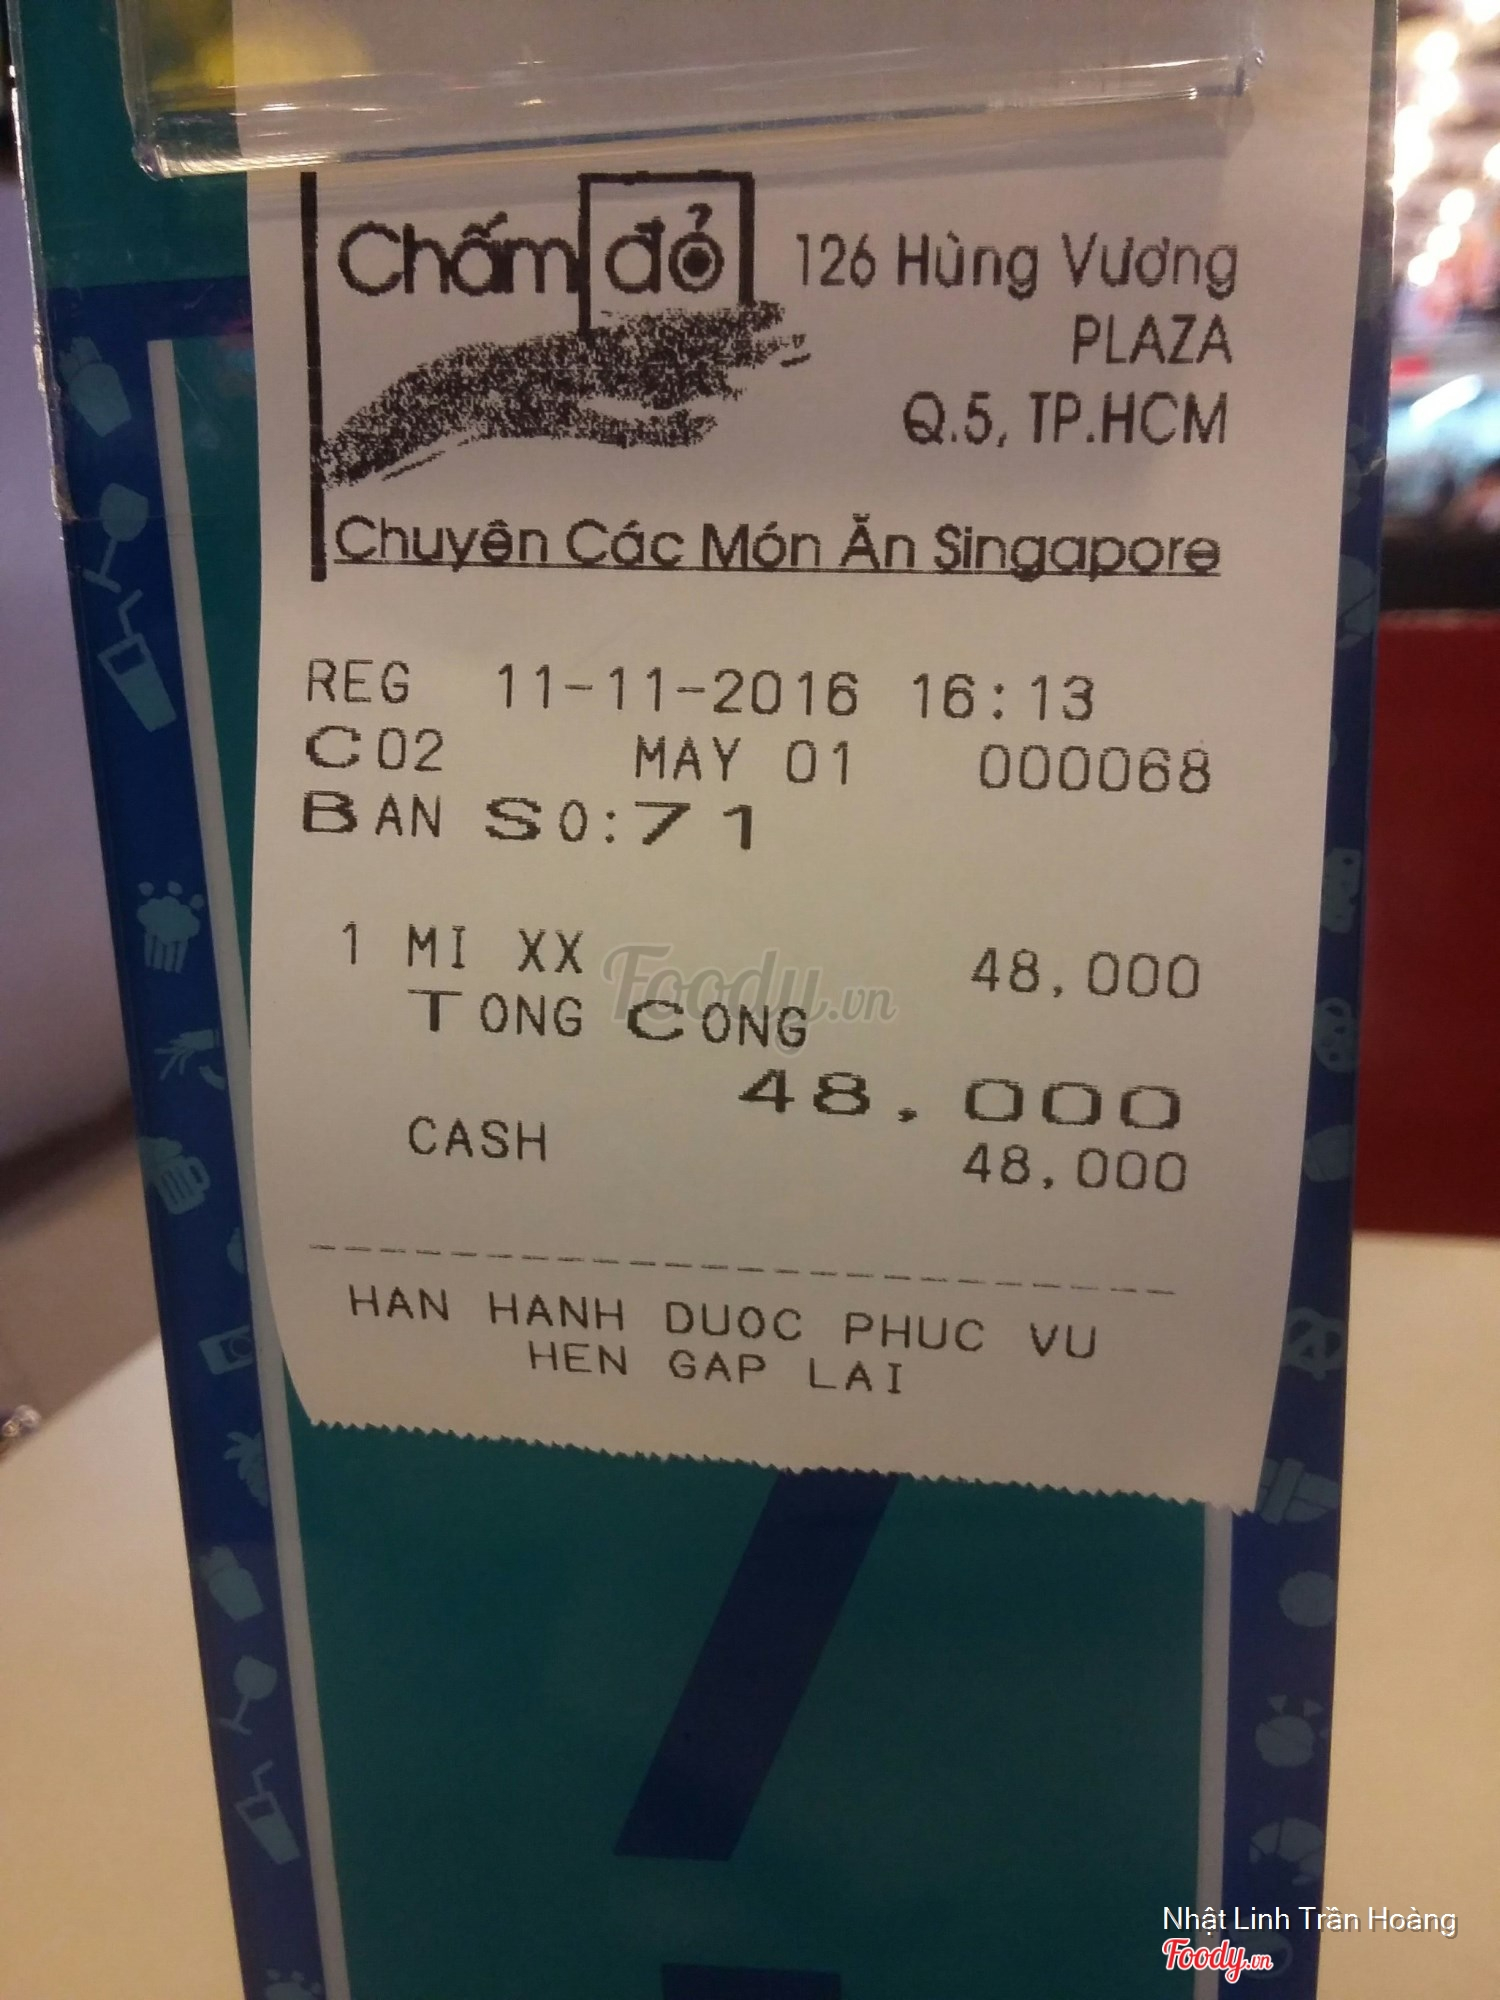 Chấm đỏ
126 Hùng Vương
PLAZA
Q.5, TP.HCM
Chuyên Các Món Ăn Singapore
REG 11-11-2016 16:13
C02 MAY 01 000068
BAN SO:71
1 MI XX 48,000
TONG CONG
48.000
CASH 48,000
HAN HANH DUOC PHUC VU
HEN GAP LAI
Foody.vn
Nhật Linh Trần Hoàng
Foody.vn